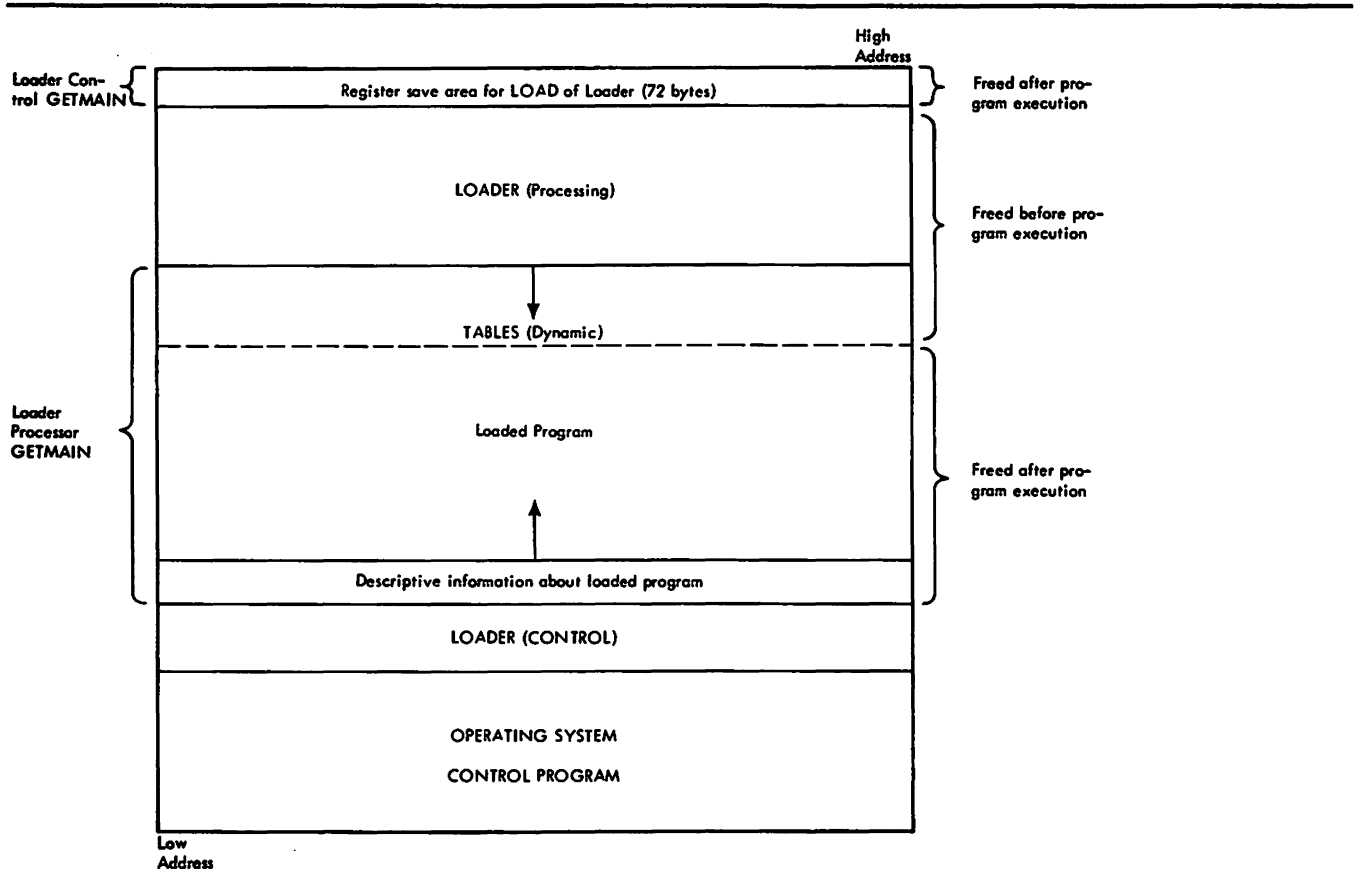 High
Address
Loader Con-
trol GETMAIN
Register save area for LOAD of Loader (72 bytes)
Freed after pro-
gram execution
LOADER (Processing)
Freed before pro-
gram execution
TABLES (Dynamic)
Loader
Processor
GETMAIN
Loaded Program
Freed after pro-
gram execution
Descriptive information about loaded program
LOADER (CONTROL)
OPERATING SYSTEM
CONTROL PROGRAM
Low
Address